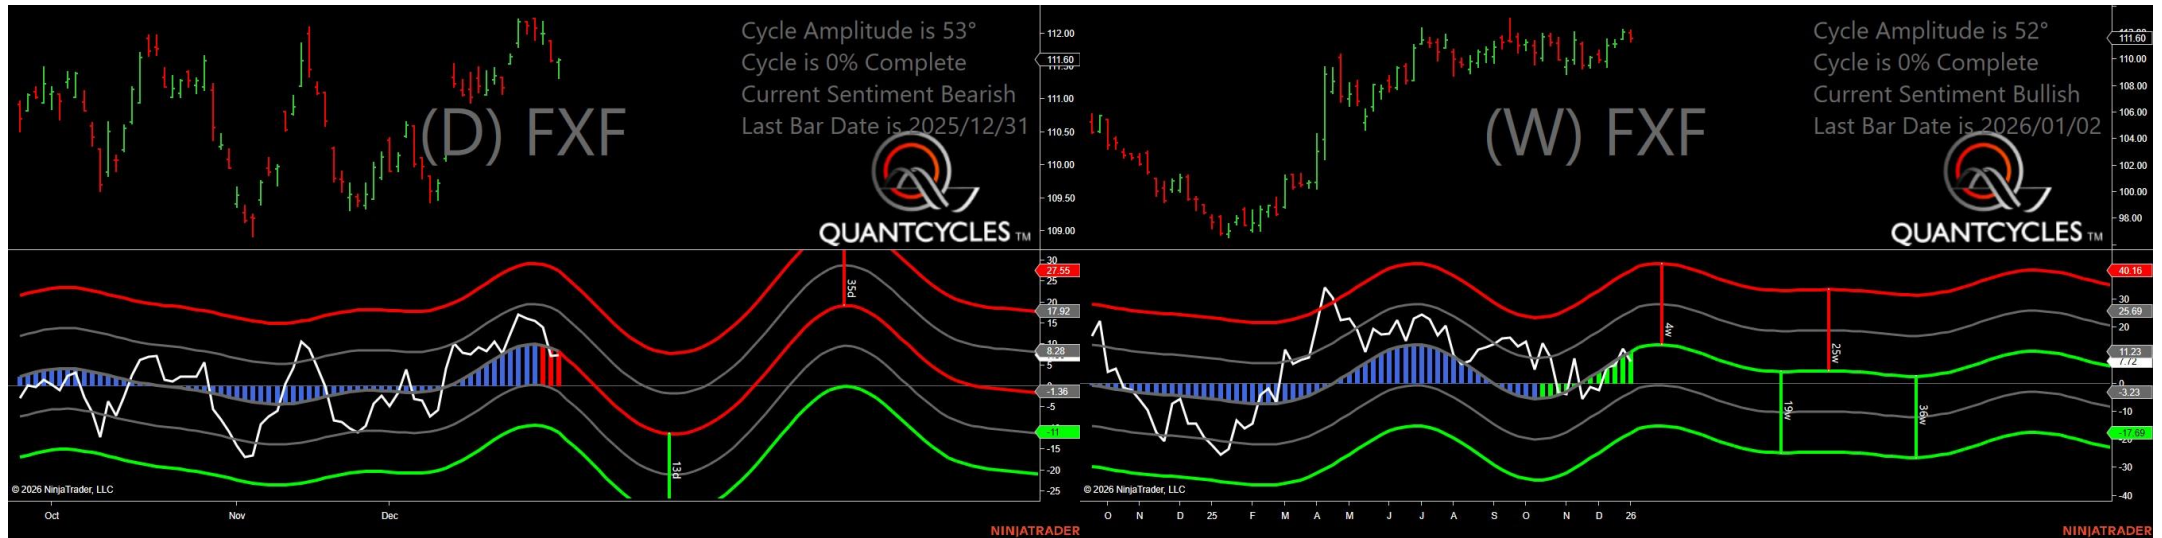 Cycle Amplitude is 53°
Cycle is 0% Complete
Current Sentiment Bearish
Last Bar Date is 2025/12/31
(D) FXF
QUANTCYCLES TM
112.00
111.60
111.00
110.50
110.00
109.50
109.00
30
27.55
25
20
17.92
15
10
8.28
5
-1.36
-5
-11
-15
-20
-25
35d
13d
© 2026 NinjaTrader, LLC
Oct Nov Dec
NINJATRADER
Cycle Amplitude is 52°
Cycle is 0% Complete
Current Sentiment Bullish
Last Bar Date is 2026/01/02
(W) FXF
QUANTCYCLES TM
111.60
110.00
108.00
106.00
104.00
102.00
100.00
98.00
40.16
30
25.69
20
11.23
7.72
0
-3.23
-10
-17.69
-30
-40
4w
25w
19w
36w
© 2026 NinjaTrader, LLC
O N D 25 F M A M J J A S O N D 26
NINJATRADER